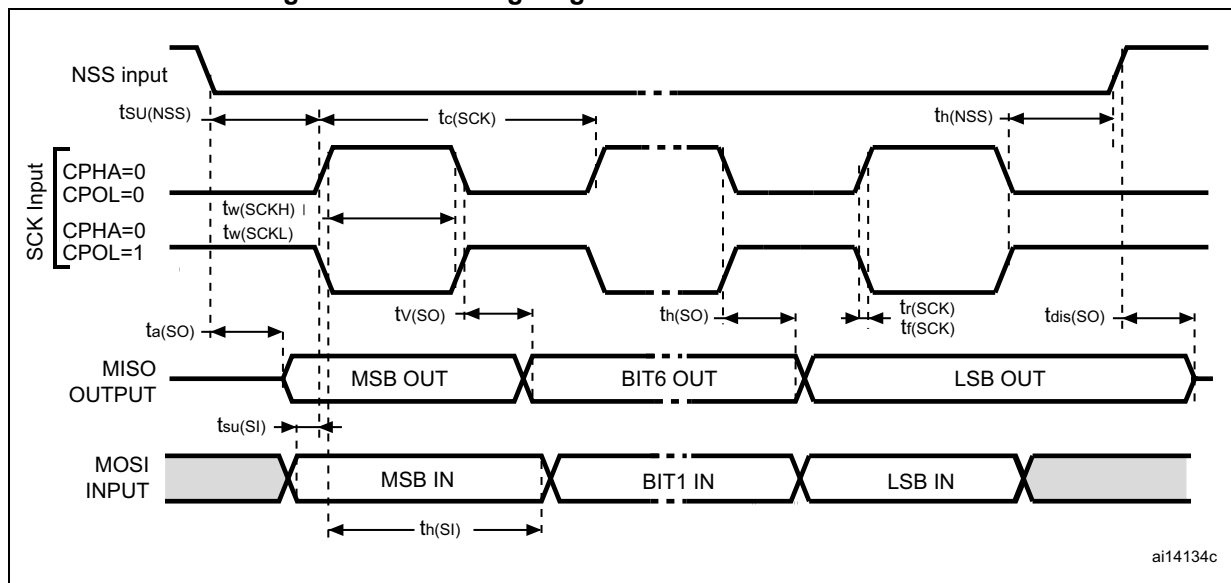 NSS input
tSU(NSS)
tc(SCK)
th(NSS)
SCK Input
CPHA=0
CPOL=0
tw(SCKH)
CPHA=0
tw(SCKL)
CPOL=1
ta(SO)
tV(SO)
th(SO)
tr(SCK)
tf(SCK)
tdis(SO)
MISO
OUTPUT
MSB OUT
BIT6 OUT
LSB OUT
tsu(SI)
MOSI
INPUT
MSB IN
BIT1 IN
LSB IN
th(SI)
ai14134c